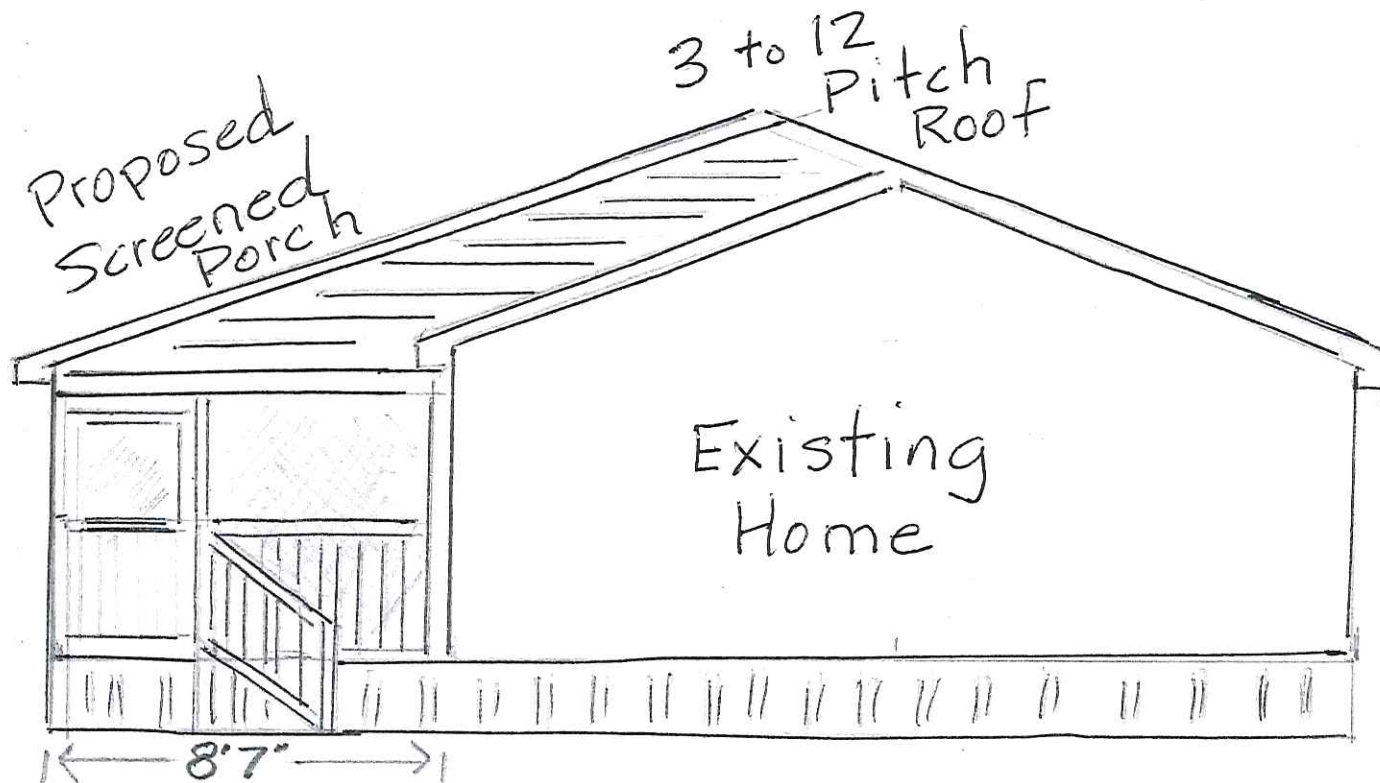 Proposed
Screened
Porch
3 to 12
Pitch
Roof
Existing
Home
8'7"